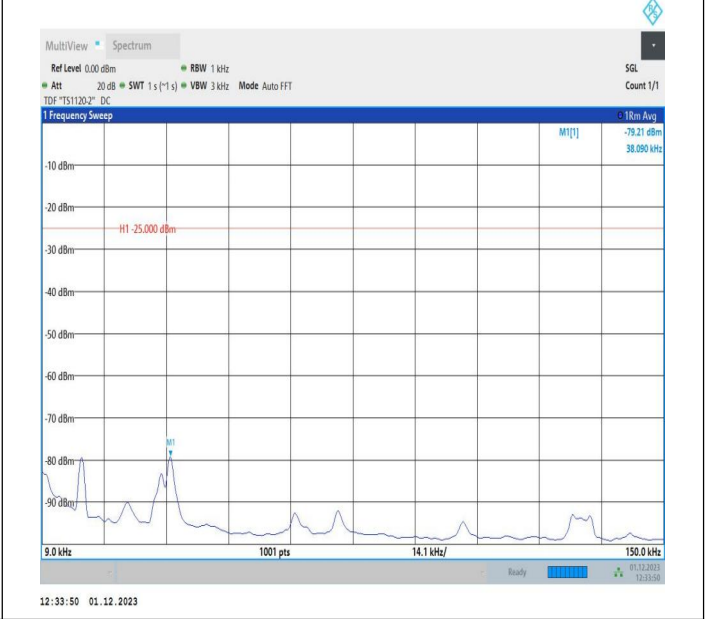 R S
MultiView Spectrum
Ref Level 0.00 dBm RBW 1 kHz SGL
Att 20 dB SWT 1 s (~1 s) VBW 3 kHz Mode Auto FFT Count 1/1
TDF "TS1120-2" DC
1 Frequency Sweep 1Rm Avg
M1[1] -79.21 dBm
38.090 kHz
-10 dBm
-20 dBm
H1 -25.000 dBm
-30 dBm
-40 dBm
-50 dBm
-60 dBm
-70 dBm
M1
-80 dBm
-90 dBm
9.0 kHz 1001 pts 14.1 kHz/ 150.0 kHz
Ready 01.12.2023
12:33:50
12:33:50 01.12.2023